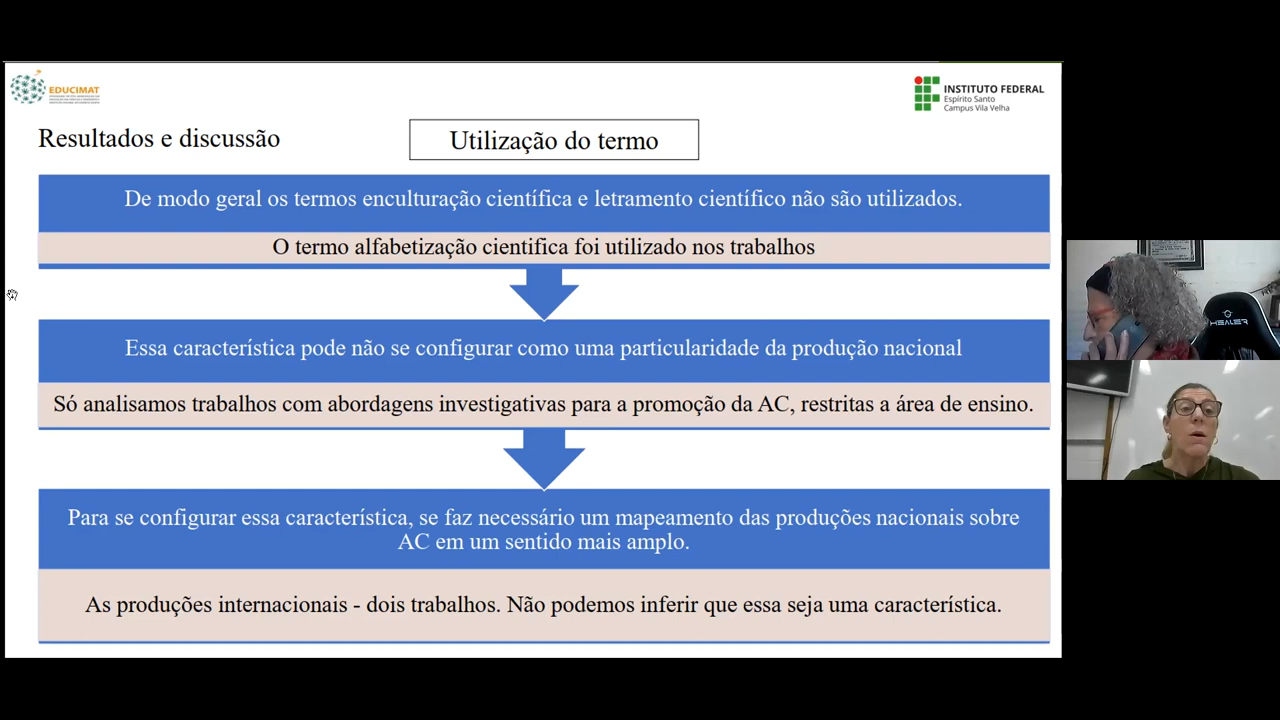 EDUCIMAT
INSTITUTO FEDERAL
Espírito Santo
Campus Vila Velha
Resultados e discussão
Utilização do termo
De modo geral os termos enculturação científica e letramento científico não são utilizados.
O termo alfabetização cientifica foi utilizado nos trabalhos
Essa característica pode não se configurar como uma particularidade da produção nacional
Só analisamos trabalhos com abordagens investigativas para a promoção da AC, restritas a área de ensino.
Para se configurar essa característica, se faz necessário um mapeamento das produções nacionais sobre
AC em um sentido mais amplo.
As produções internacionais - dois trabalhos. Não podemos inferir que essa seja uma característica.
HEALER